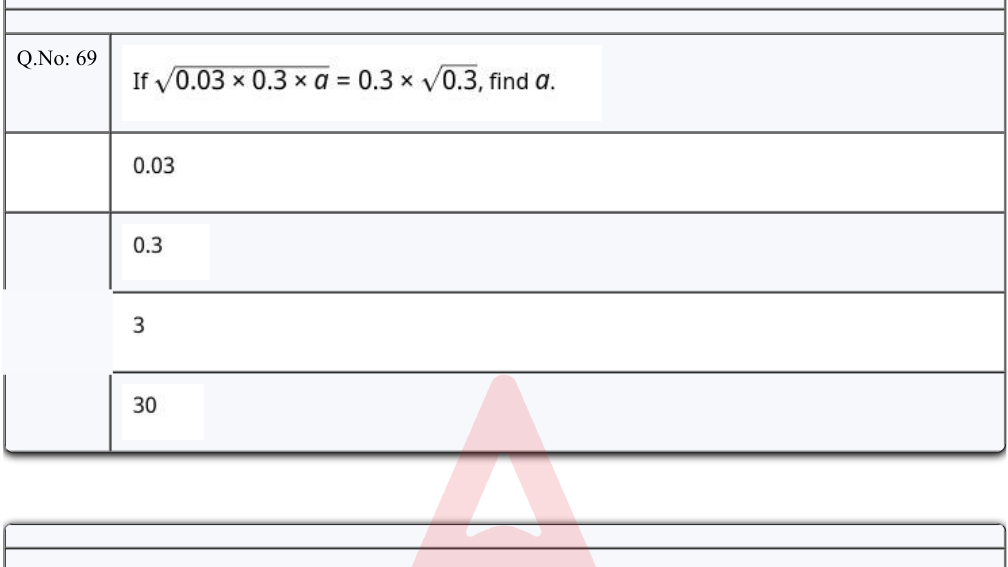 Q.No: 69
If √0.03 × 0.3 × a = 0.3 × √0.3, find a.
0.03
0.3
3
30